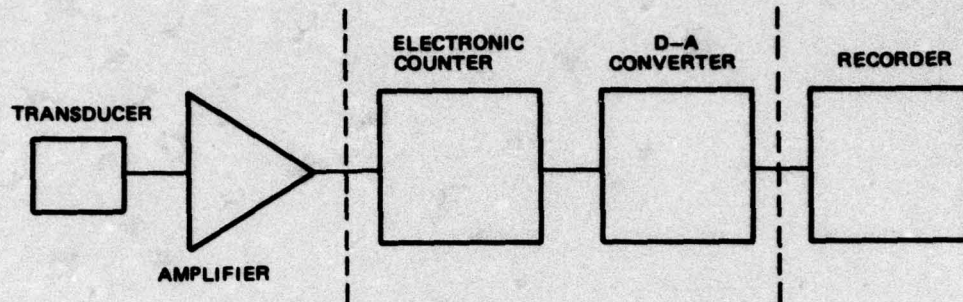 TRANSDUCER
AMPLIFIER
ELECTRONIC
COUNTER
D-A
CONVERTER
RECORDER